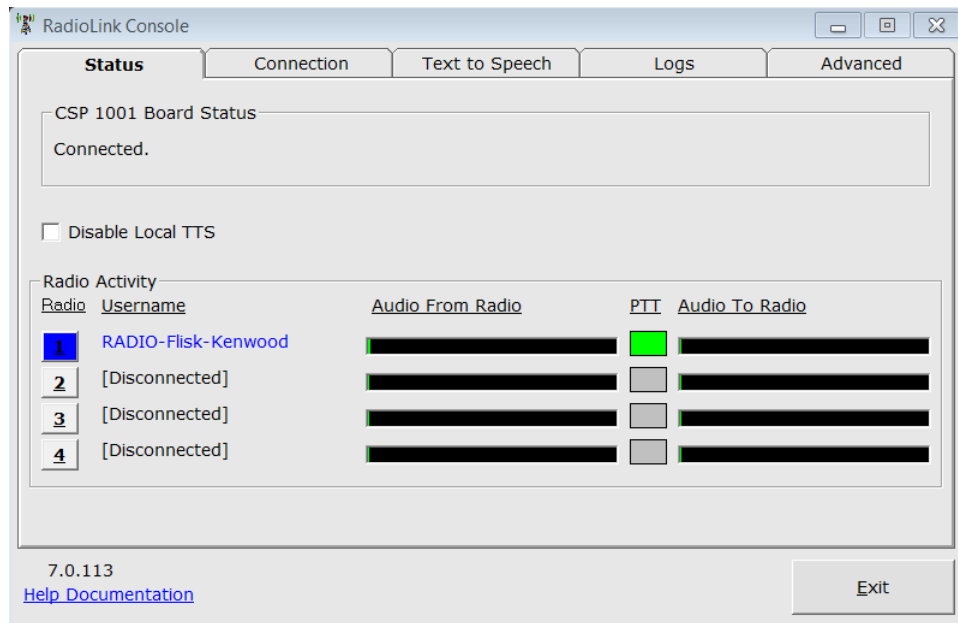 RadioLink Console
Status Connection Text to Speech Logs Advanced
CSP 1001 Board Status
Connected.
Disable Local TTS
Radio Activity
Radio Username Audio From Radio PTT Audio To Radio
1 RADIO-Flisk-Kenwood
2 [Disconnected]
3 [Disconnected]
4 [Disconnected]
7.0.113
Help Documentation
Exit